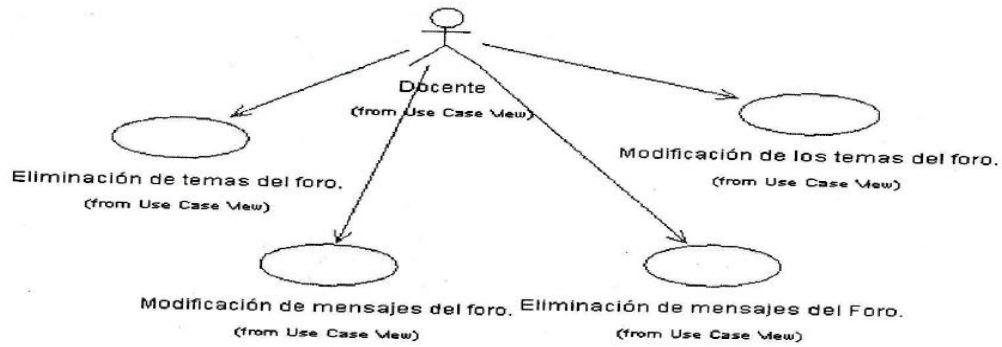 Docente
(from Use Case View)
Modificación de los temas del foro.
(from Use Case View)
Eliminación de temas del foro.
(from Use Case View)
Modificación de mensajes del foro.
(from Use Case View)
Eliminación de mensajes del Foro.
(from Use Case View)